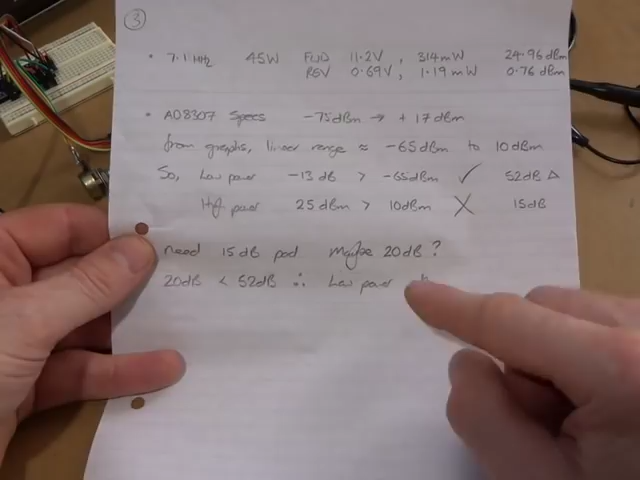 3
• 7.1 MHz 45W FWD 11.2V, 314mW 24.96 dBm
REV 0.69V, 1.19mW 0.76 dBm
• AD8307 Specs -75dBm → +17dBm
from graphs, linear range ≈ -65dBm to 10dBm
So, Low power -13 dB > -65dBm ✓ 52dB Δ
High power 25 dBm > 10dBm X 15dB
need 15dB pad Maybe 20dB?
20dB < 52dB ∴ Low power